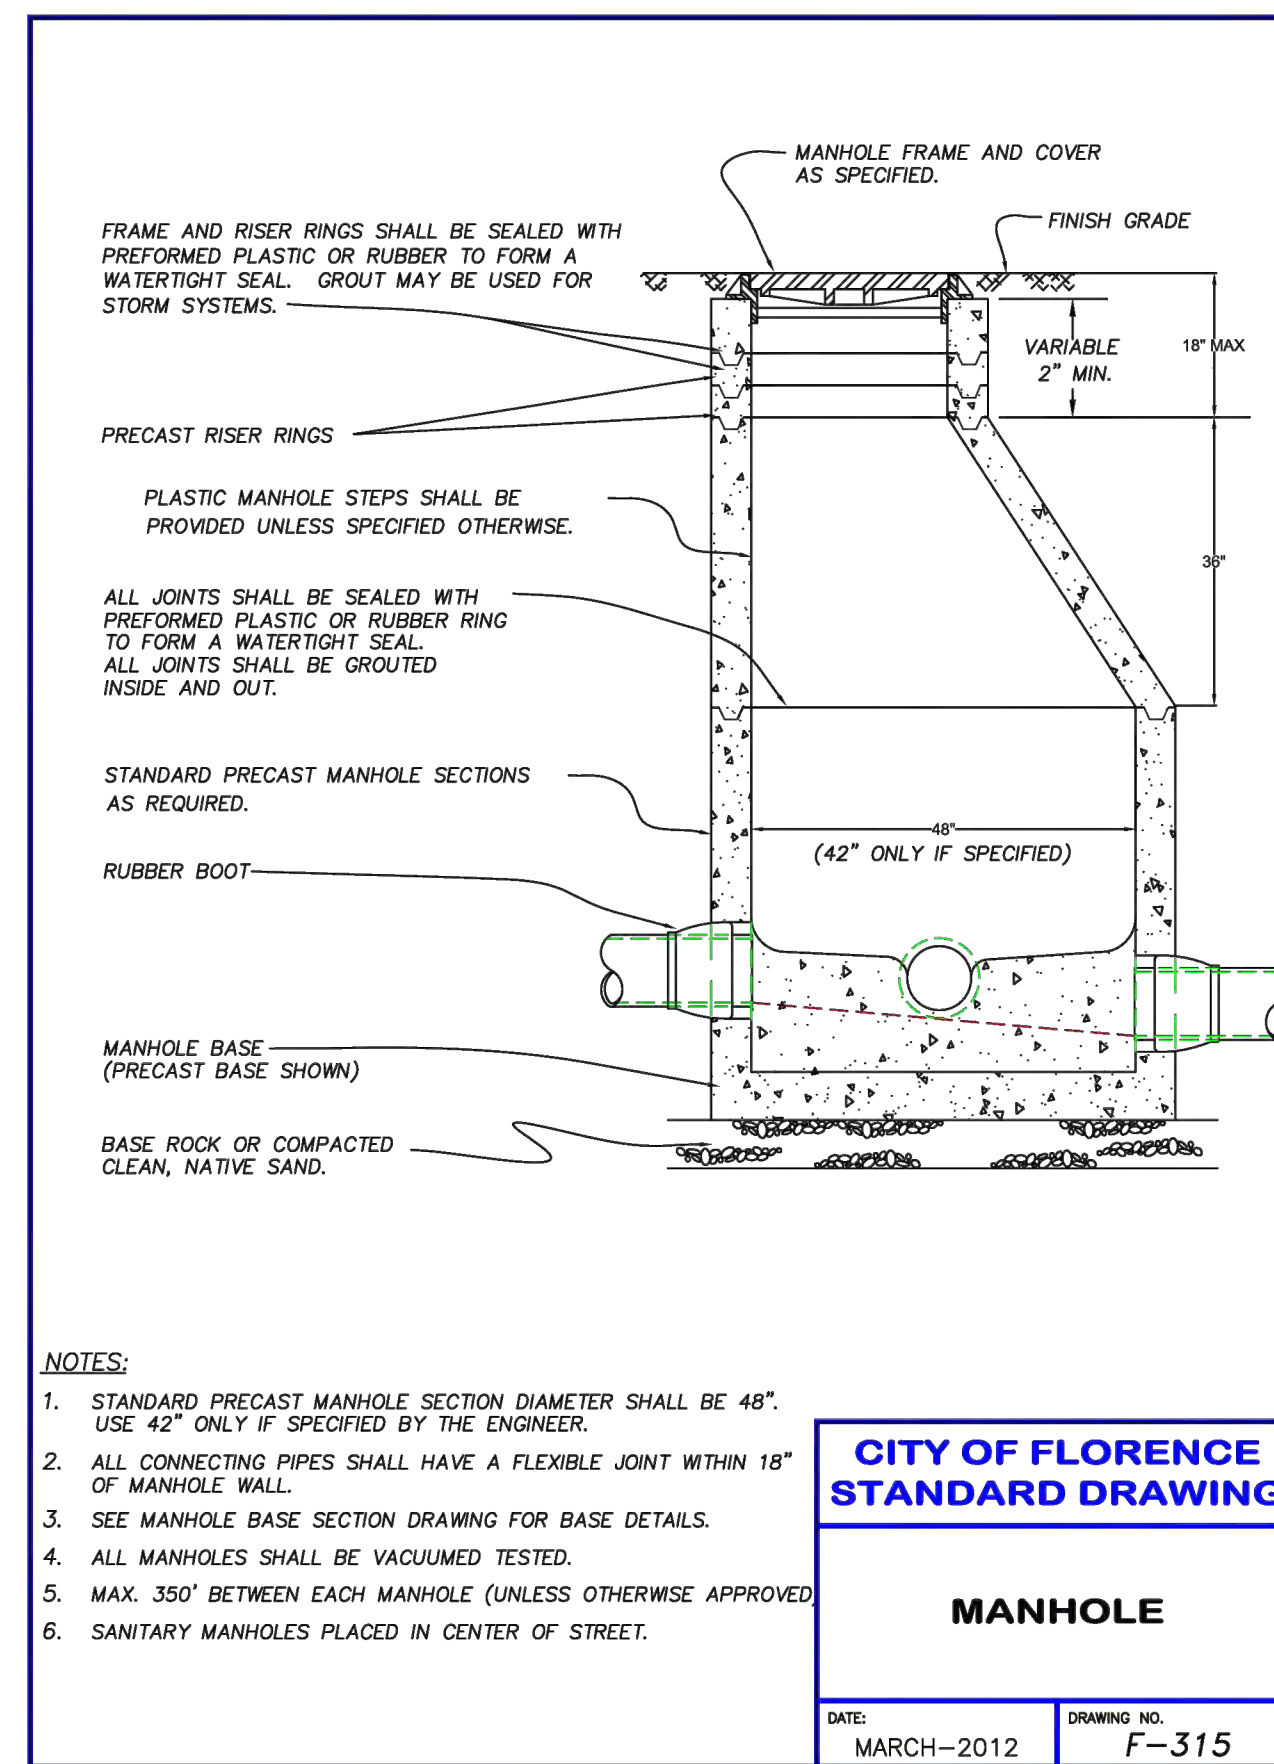 MANHOLE FRAME AND COVER
AS SPECIFIED.
FINISH GRADE
FRAME AND RISER RINGS SHALL BE SEALED WITH
PREFORMED PLASTIC OR RUBBER TO FORM A
WATERTIGHT SEAL. GROUT MAY BE USED FOR
STORM SYSTEMS.
VARIABLE
2" MIN.
18" MAX
PRECAST RISER RINGS
PLASTIC MANHOLE STEPS SHALL BE
PROVIDED UNLESS SPECIFIED OTHERWISE.
36"
ALL JOINTS SHALL BE SEALED WITH
PREFORMED PLASTIC OR RUBBER RING
TO FORM A WATERTIGHT SEAL.
ALL JOINTS SHALL BE GROUTED
INSIDE AND OUT.
STANDARD PRECAST MANHOLE SECTIONS
AS REQUIRED.
48"
(42" ONLY IF SPECIFIED)
RUBBER BOOT
MANHOLE BASE
(PRECAST BASE SHOWN)
BASE ROCK OR COMPACTED
CLEAN, NATIVE SAND.
NOTES:
1. STANDARD PRECAST MANHOLE SECTION DIAMETER SHALL BE 48".
USE 42" ONLY IF SPECIFIED BY THE ENGINEER.
2. ALL CONNECTING PIPES SHALL HAVE A FLEXIBLE JOINT WITHIN 18"
OF MANHOLE WALL.
3. SEE MANHOLE BASE SECTION DRAWING FOR BASE DETAILS.
4. ALL MANHOLES SHALL BE VACUUMED TESTED.
5. MAX. 350' BETWEEN EACH MANHOLE (UNLESS OTHERWISE APPROVED)
6. SANITARY MANHOLES PLACED IN CENTER OF STREET.
CITY OF FLORENCE
STANDARD DRAWING
MANHOLE
DATE:
MARCH-2012
DRAWING NO.
F-315